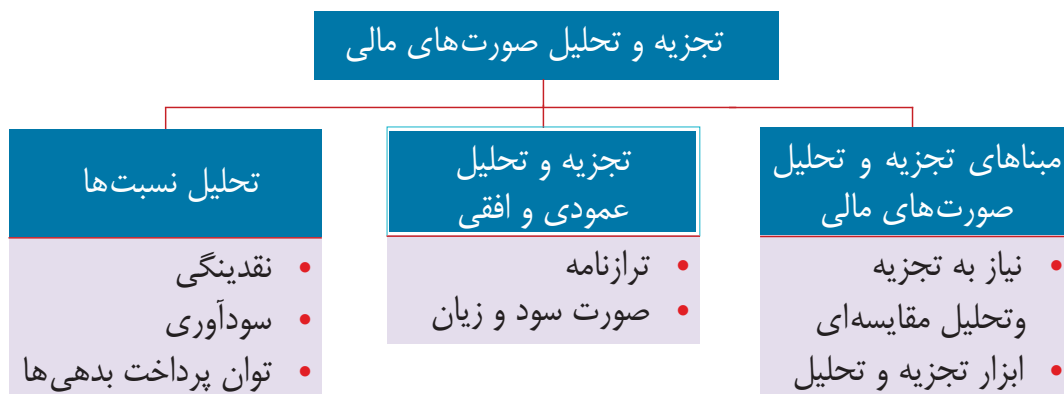 تجزیه و تحلیل صورت‌های مالی
مبناهای تجزیه و تحلیل
صورت‌های مالی
• نیاز به تجزیه
وتحلیل مقایسه‌ای
• ابزار تجزیه و تحلیل
تجزیه و تحلیل
عمودی و افقی
• ترازنامه
• صورت سود و زیان
تحلیل نسبت‌ها
• نقدینگی
• سودآوری
• توان پرداخت بدهی‌ها